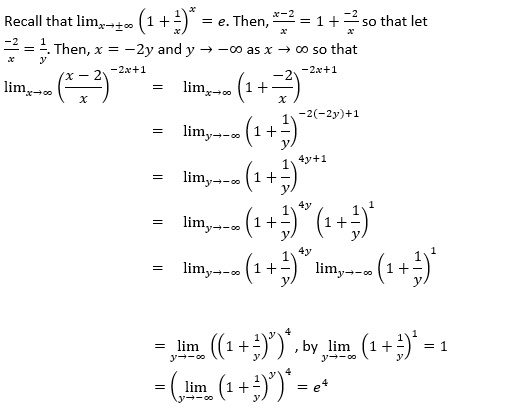 Recall that lim_{x→±∞} (1 + 1/x)^x = e. Then, (x−2)/x = 1 + (−2)/x so that let
(−2)/x = 1/y. Then, x = −2y and y → −∞ as x → ∞ so that
lim_{x→∞} ((x − 2)/x)^{−2x+1} = lim_{x→∞} (1 + (−2)/x)^{−2x+1}
= lim_{y→−∞} (1 + 1/y)^{−2(−2y)+1}
= lim_{y→−∞} (1 + 1/y)^{4y+1}
= lim_{y→−∞} (1 + 1/y)^{4y} (1 + 1/y)^1
= lim_{y→−∞} (1 + 1/y)^{4y} lim_{y→−∞} (1 + 1/y)^1
= lim_{y→−∞} ((1 + 1/y)^y)^4 , by lim_{y→−∞} (1 + 1/y)^1 = 1
= (lim_{y→−∞} (1 + 1/y)^y)^4 = e^4